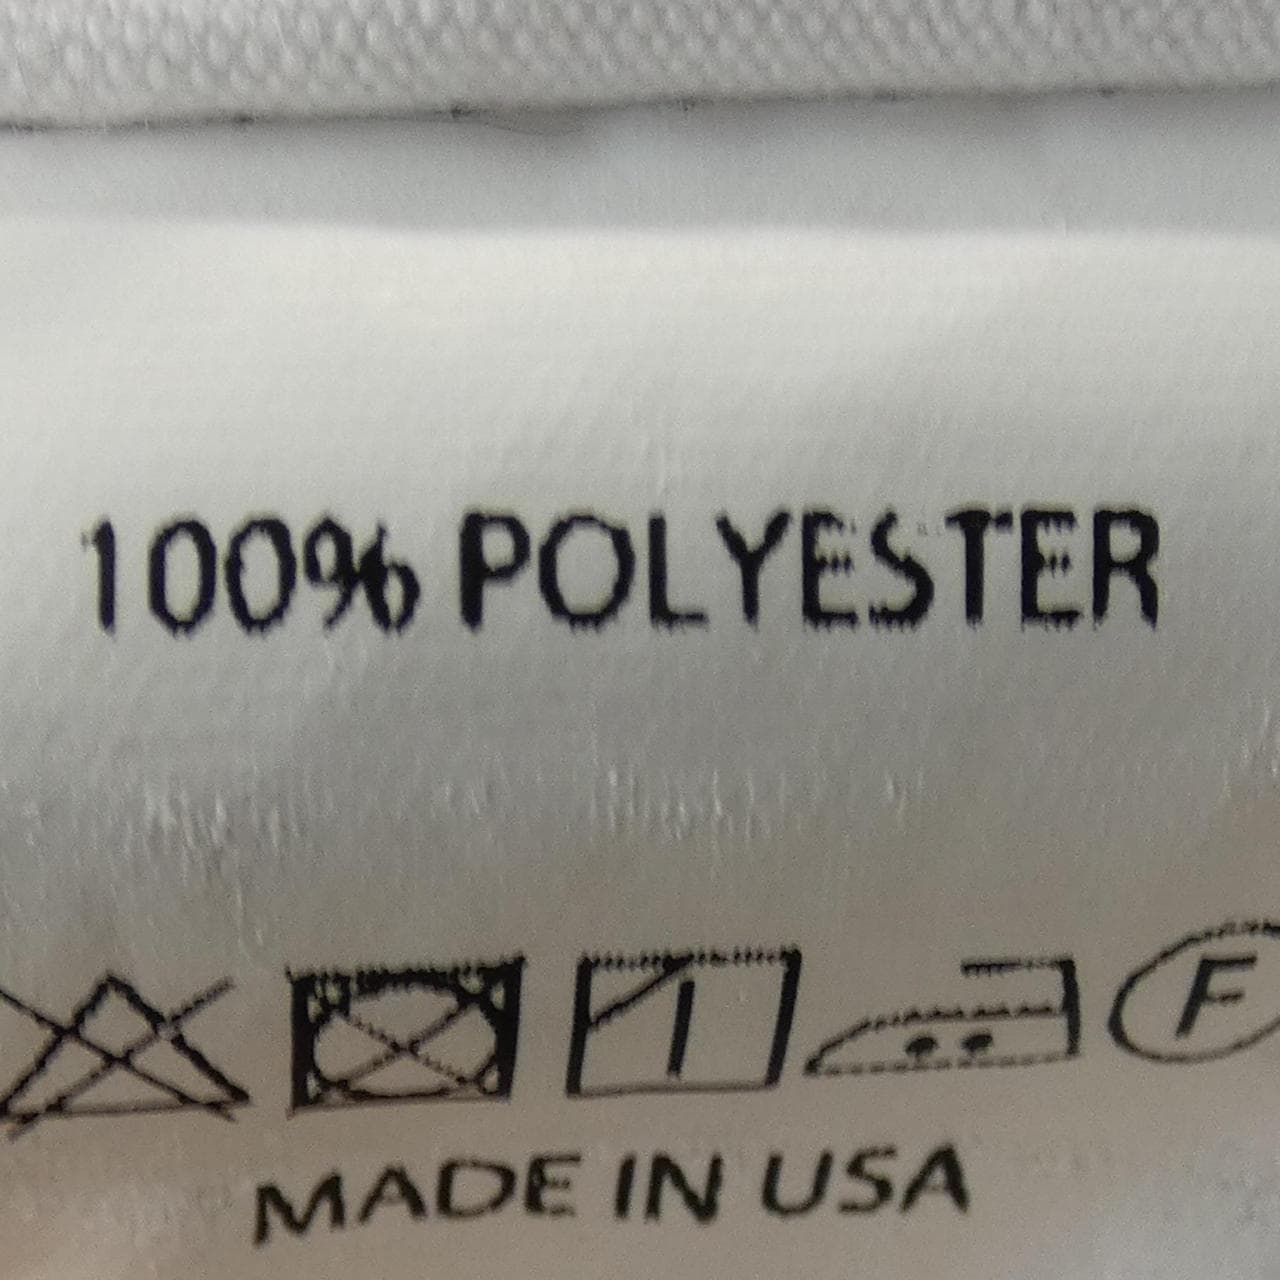 100% POLYESTER
F
MADE IN USA